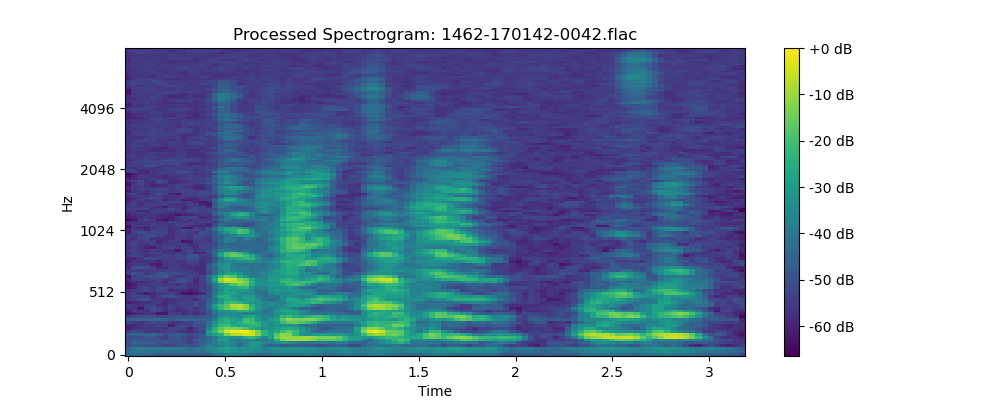 Processed Spectrogram: 1462-170142-0042.flac
+0 dB
-10 dB
-20 dB
-30 dB
-40 dB
-50 dB
-60 dB
4096
2048
1024
512
0
Hz
0
0.5
1
1.5
2
2.5
3
Time